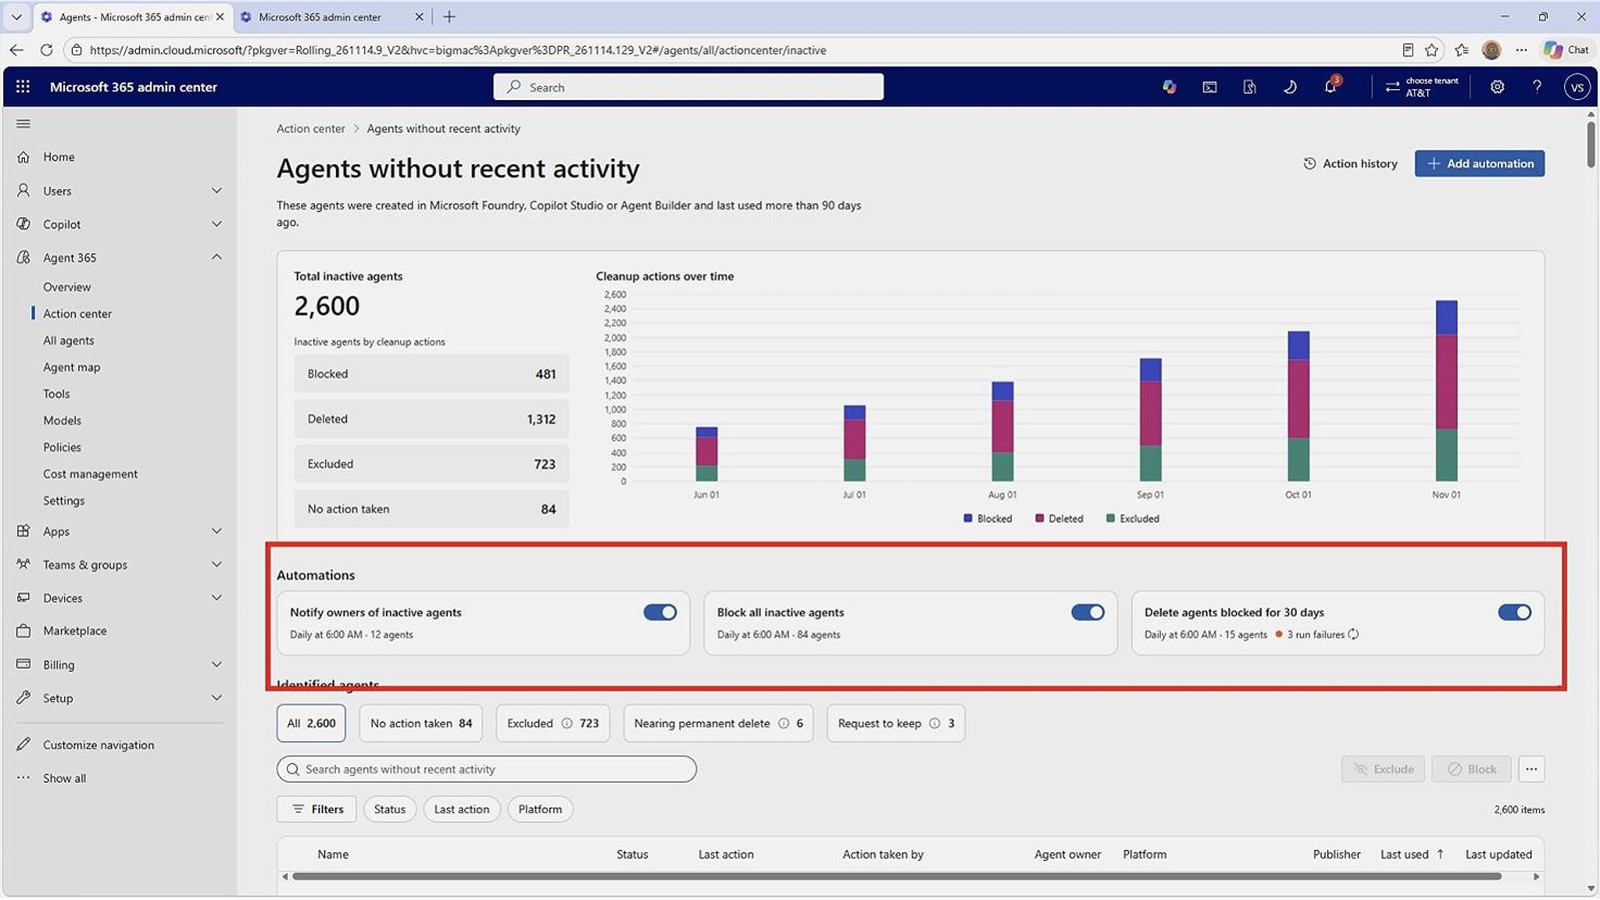 Agents - Microsoft 365 admin center
Microsoft 365 admin center
https://admin.cloud.microsoft/?pkgver=Rolling_261114.9_V2&hvc=bigmac%3Apkgver%3DPR_261114.129_V2#/agents/all/actioncenter/inactive
Chat
Microsoft 365 admin center
Search
3
choose tenant
AT&T
?
VS
Home
Users
Copilot
Agent 365
Overview
Action center
All agents
Agent map
Tools
Models
Policies
Cost management
Settings
Apps
Teams & groups
Devices
Marketplace
Billing
Setup
Customize navigation
Show all
Action center > Agents without recent activity
Agents without recent activity
Action history
Add automation
These agents were created in Microsoft Foundry, Copilot Studio or Agent Builder and last used more than 90 days
ago.
Total inactive agents
2,600
Inactive agents by cleanup actions
Blocked 481
Deleted 1,312
Excluded 723
No action taken 84
Cleanup actions over time
2,600
2,400
2,200
2,000
1,800
1,600
1,400
1,200
1,000
800
600
400
200
0
Jun 01 Jul 01 Aug 01 Sep 01 Oct 01 Nov 01
Blocked Deleted Excluded
Automations
Notify owners of inactive agents
Daily at 6:00 AM · 12 agents
Block all inactive agents
Daily at 6:00 AM · 84 agents
Delete agents blocked for 30 days
Daily at 6:00 AM · 15 agents 3 run failures
Identified agents
All 2,600 No action taken 84 Excluded 723 Nearing permanent delete 6 Request to keep 3
Search agents without recent activity
Exclude Block
Filters Status Last action Platform
2,600 items
Name Status Last action Action taken by Agent owner Platform Publisher Last used ↑ Last updated